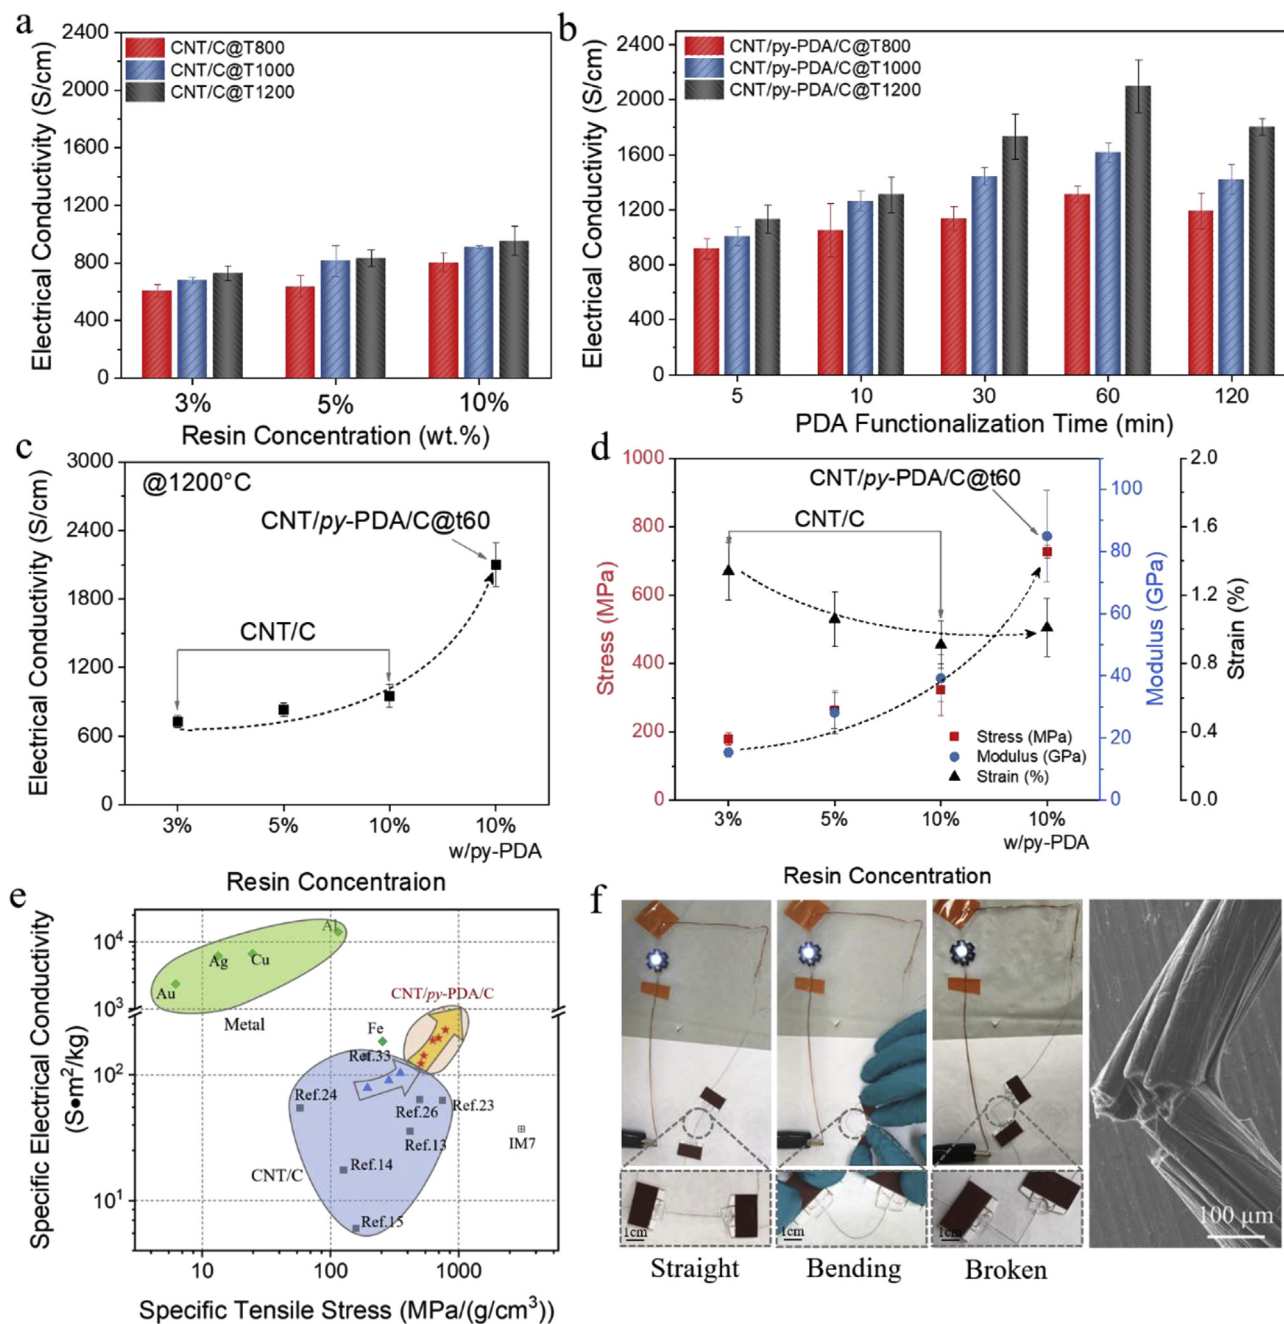 a
Electrical Conductivity (S/cm)
2400
2000
1600
1200
800
400
0
CNT/C@T800
CNT/C@T1000
CNT/C@T1200
3%
5%
10%
Resin Concentration (wt.%)
b
Electrical Conductivity (S/cm)
2400
2000
1600
1200
800
400
0
CNT/py-PDA/C@T800
CNT/py-PDA/C@T1000
CNT/py-PDA/C@T1200
5
10
30
60
120
PDA Functionalization Time (min)
c
Electrical Conductivity (S/cm)
3000
2400
1800
1200
600
0
@1200°C
CNT/py-PDA/C@t60
CNT/C
3%
5%
10%
10%
w/py-PDA
Resin Concentraion
d
Stress (MPa)
1000
800
600
400
200
0
CNT/py-PDA/C@t60
CNT/C
Stress (MPa)
Modulus (GPa)
Strain (%)
100
80
60
40
20
0
Modulus (GPa)
2.0
1.6
1.2
0.8
0.4
0.0
Strain (%)
3%
5%
10%
10%
w/py-PDA
Resin Concentration
e
Specific Electrical Conductivity
(S•m²/kg)
10⁴
10³
10²
10¹
Al
Ag
Cu
Au
Metal
CNT/py-PDA/C
Fe
Ref.33
Ref.24
Ref.26
Ref.23
Ref.13
IM7
Ref.14
CNT/C
Ref.15
10
100
1000
Specific Tensile Stress (MPa/(g/cm³))
f
1cm
1cm
1cm
100 μm
Straight
Bending
Broken